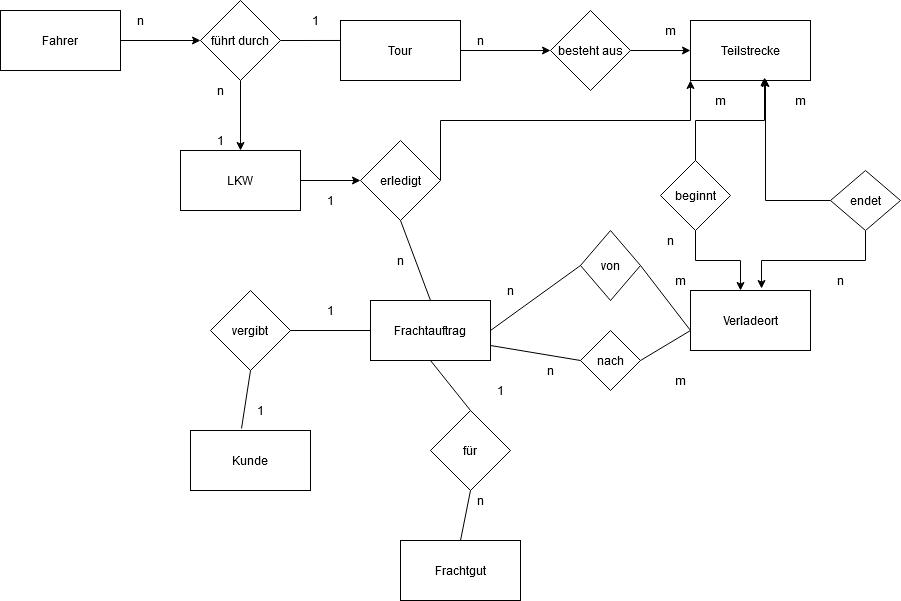 n
1
Fahrer
führt durch
Tour
n
besteht aus
m
Teilstrecke
n
1
LKW
1
erledigt
m
m
beginnt
endet
n
n
n
von
m
n
Verladeort
vergibt
1
Frachtauftrag
nach
n
m
1
1
Kunde
für
n
Frachtgut